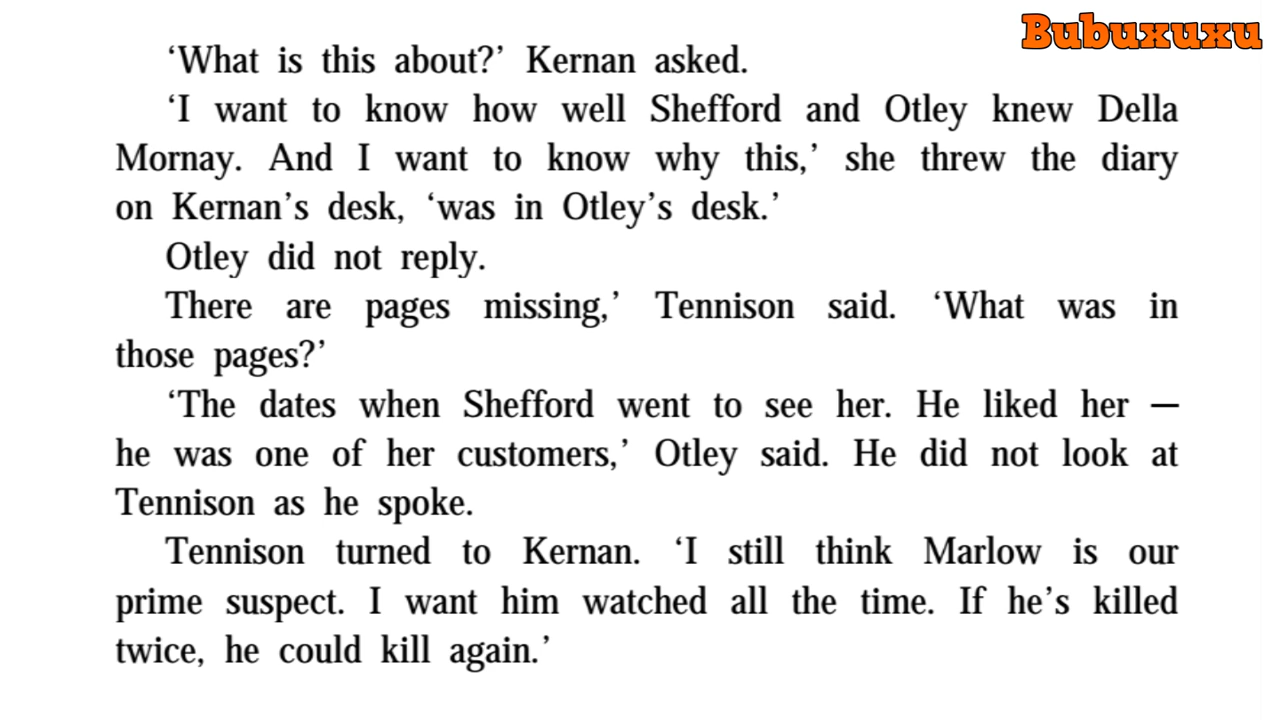 Bubuxuxu
‘What is this about?’ Kernan asked.
‘I want to know how well Shefford and Otley knew Della
Mornay. And I want to know why this,’ she threw the diary
on Kernan’s desk, ‘was in Otley’s desk.’
Otley did not reply.
There are pages missing,’ Tennison said. ‘What was in
those pages?’
‘The dates when Shefford went to see her. He liked her —
he was one of her customers,’ Otley said. He did not look at
Tennison as he spoke.
Tennison turned to Kernan. ‘I still think Marlow is our
prime suspect. I want him watched all the time. If he’s killed
twice, he could kill again.’